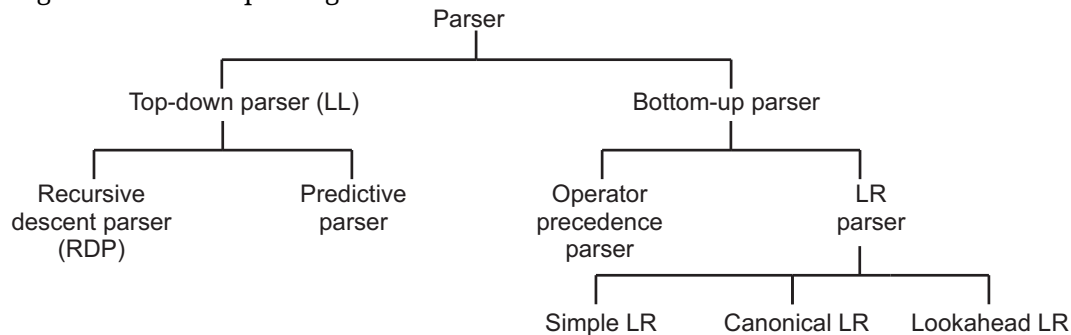 Parser
Top-down parser (LL)
Bottom-up parser
Recursive
descent parser
(RDP)
Predictive
parser
Operator
precedence
parser
LR
parser
Simple LR
Canonical LR
Lookahead LR